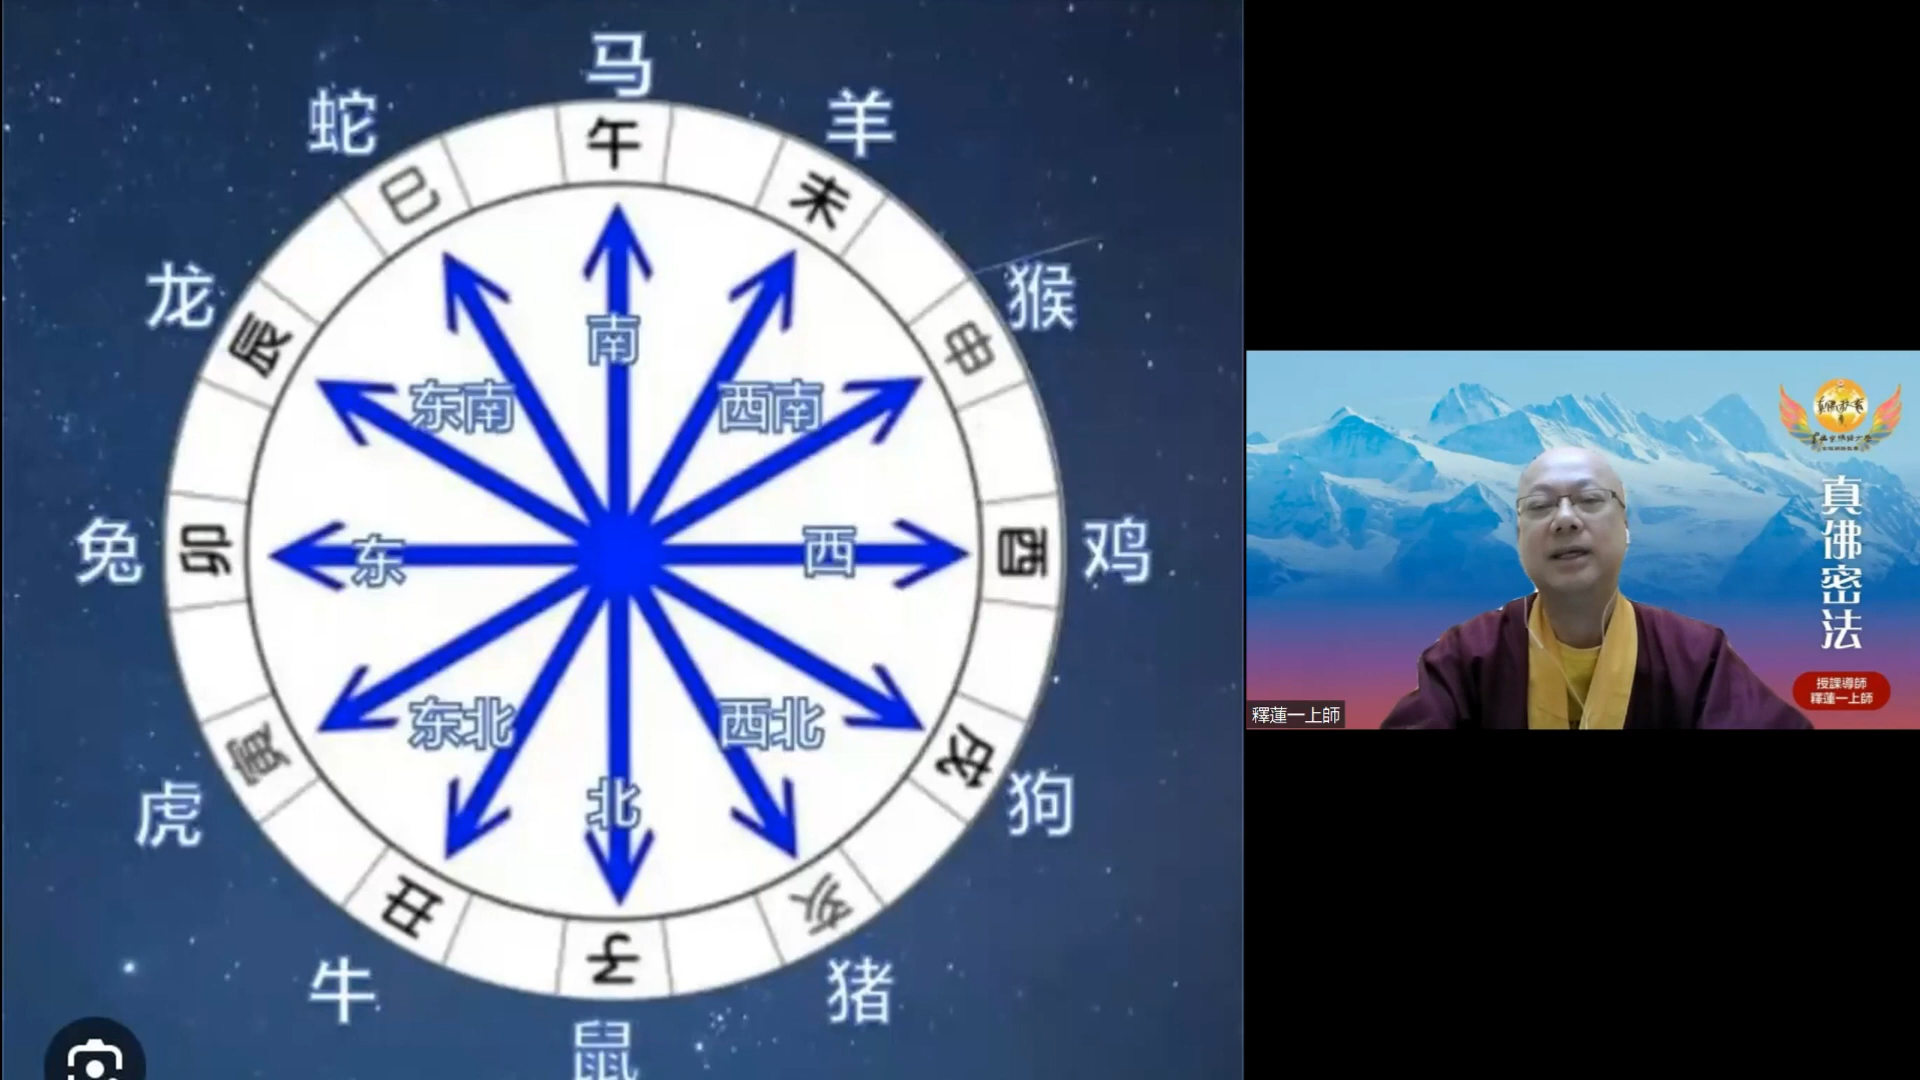 马
蛇
羊
午
巳
未
龙
猴
辰
申
南
东南
西南
兔
卯
东
西
酉
鸡
东北
西北
寅
戌
虎
狗
北
丑
亥
子
牛
猪
鼠
真佛密法
授課導師
釋蓮一上師
釋蓮一上師